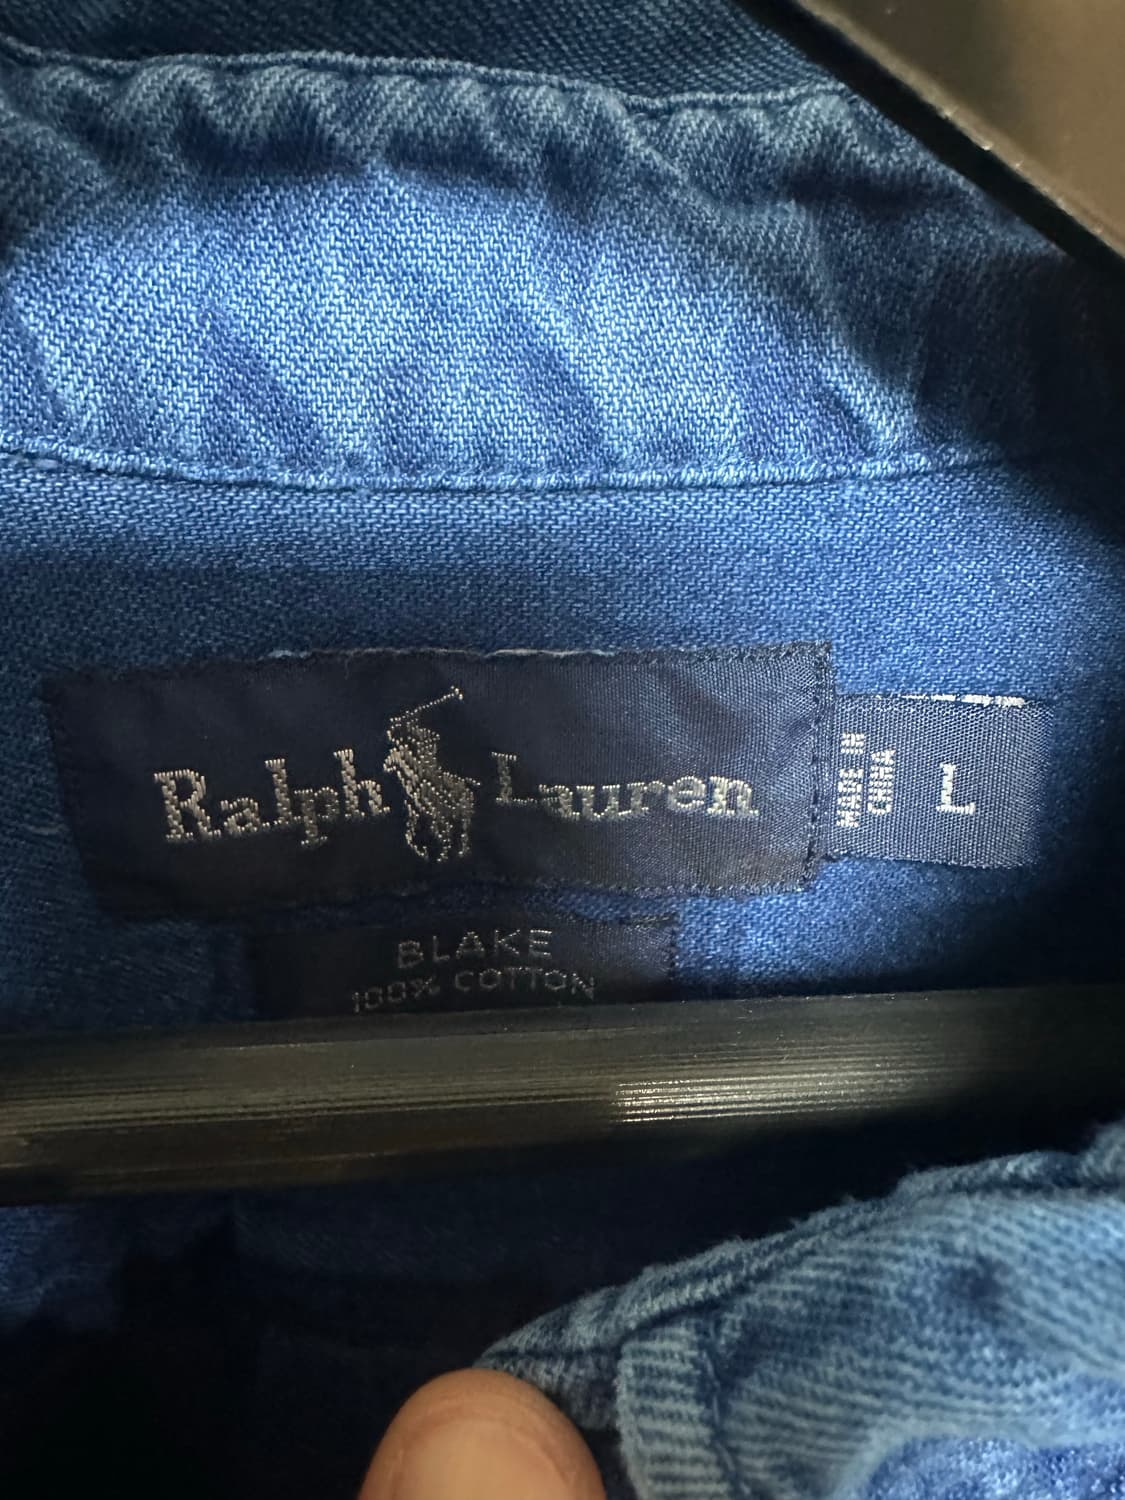 Ralph Lauren
MADE IN
CHINA
L
BLAKE
100% COTTON